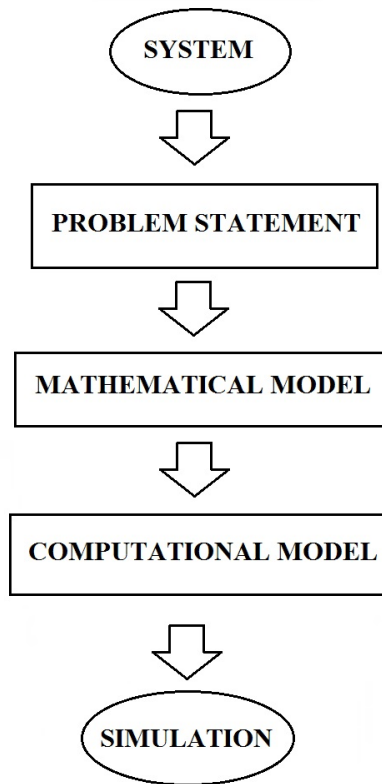 SYSTEM
PROBLEM STATEMENT
MATHEMATICAL MODEL
COMPUTATIONAL MODEL
SIMULATION